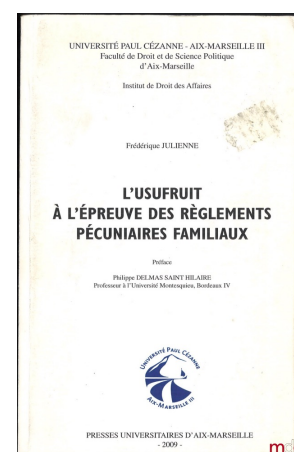 UNIVERSITÉ PAUL CÉZANNE - AIX-MARSEILLE III
Faculté de Droit et de Science Politique
d'Aix-Marseille
Institut de Droit des Affaires
Frédérique JULIENNE
L'USUFRUIT
À L'ÉPREUVE DES RÈGLEMENTS
PÉCUNIAIRES FAMILIAUX
Préface
Philippe DELMAS SAINT HILAIRE
Professeur à l'Université Montesquiou, Bordeaux IV
UNIVERSITÉ PAUL CÉZANNE
AIX-MARSEILLE III
PRESSES UNIVERSITAIRES D'AIX-MARSEILLE
- 2009 -
md